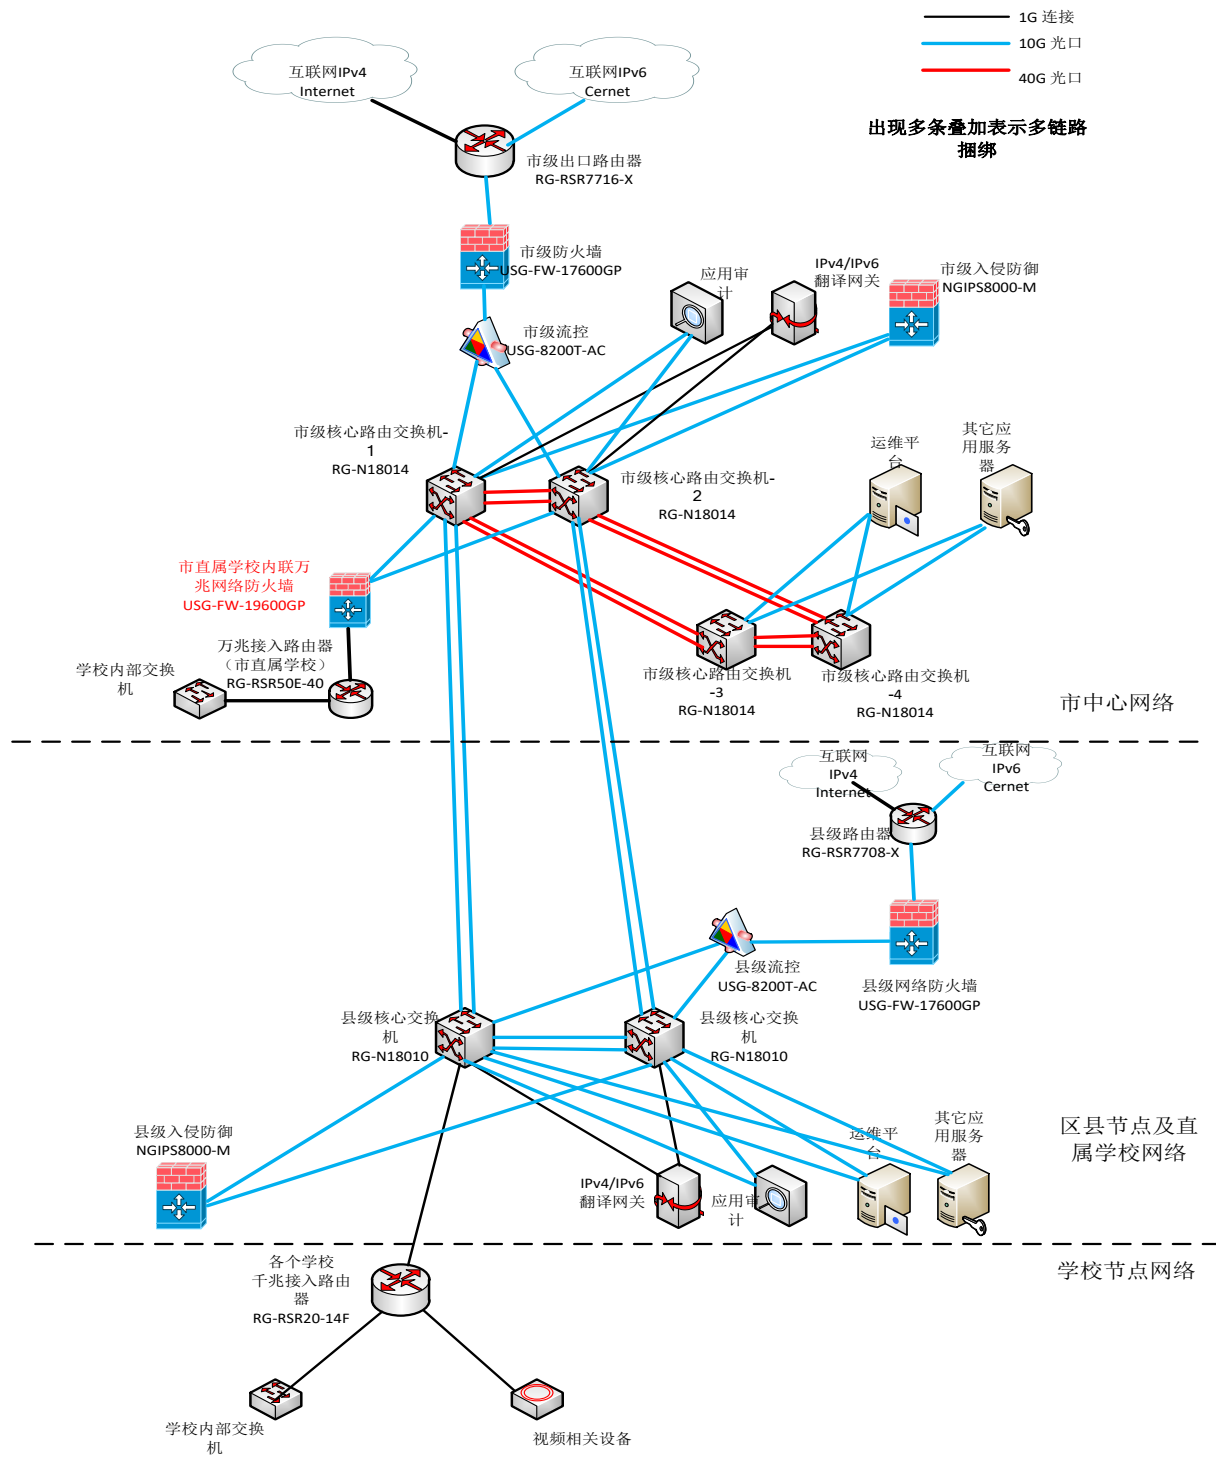 1G 连接
10G 光口
40G 光口
出现多条叠加表示多链路
捆绑
互联网IPv4
Internet
互联网IPv6
Cernet
市级出口路由器
RG-RSR7716-X
市级防火墙
USG-FW-17600GP
市级流控
USG-8200T-AC
应用审
计
IPv4/IPv6
翻译网关
市级入侵防御
NGIPS8000-M
市级核心路由交换机-
1
RG-N18014
市级核心路由交换机-
2
RG-N18014
运维平
台
其它应
用服务
器
市直属学校内联万
兆网络防火墙
USG-FW-19600GP
万兆接入路由器
（市直属学校）
RG-RSR50E-40
学校内部交换
机
市级核心路由交换机
-3
RG-N18014
市级核心路由交换机
-4
RG-N18014
市中心网络
互联网
IPv4
Internet
互联网
IPv6
Cernet
县级路由器
RG-RSR7708-X
县级流控
USG-8200T-AC
县级网络防火墙
USG-FW-17600GP
县级核心交换
机
RG-N18010
县级核心交换
机
RG-N18010
县级入侵防御
NGIPS8000-M
IPv4/IPv6
翻译网关
应用审
计
运维平
台
其它应
用服务
器
区县节点及直
属学校网络
各个学校
千兆接入路由
器
RG-RSR20-14F
学校节点网络
学校内部交换
机
视频相关设备